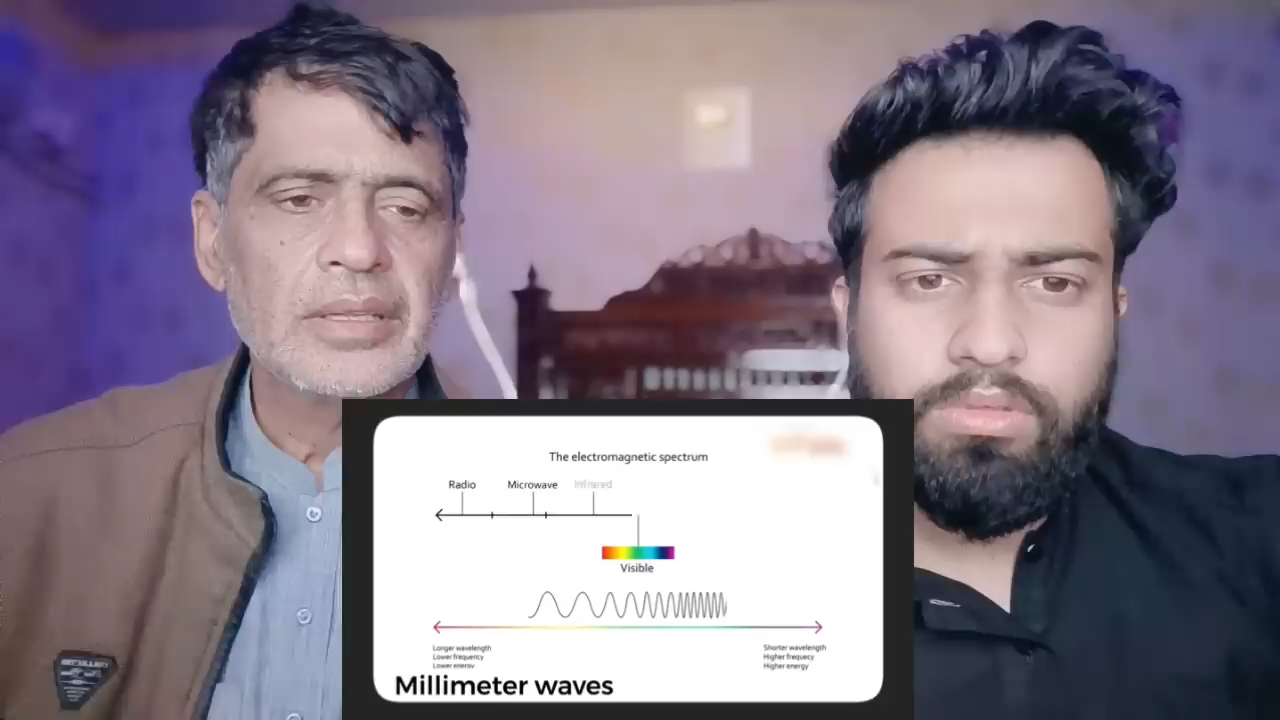 The electromagnetic spectrum
Radio
Microwave
Infrared
Visible
Longer wavelength
Lower frequency
Lower energy
Shorter wavelength
Higher frequecy
Higher energy
Millimeter waves